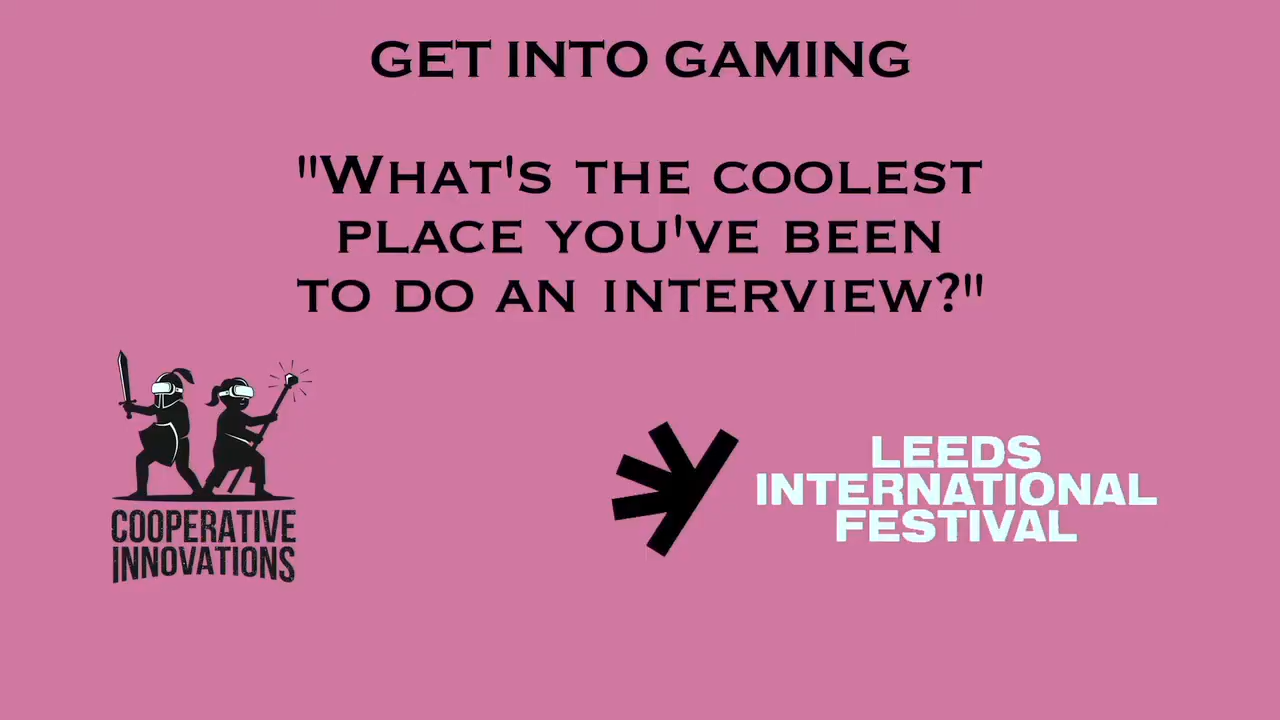 GET INTO GAMING
"WHAT'S THE COOLEST
PLACE YOU'VE BEEN
TO DO AN INTERVIEW?"
COOPERATIVE
INNOVATIONS
LEEDS
INTERNATIONAL
FESTIVAL